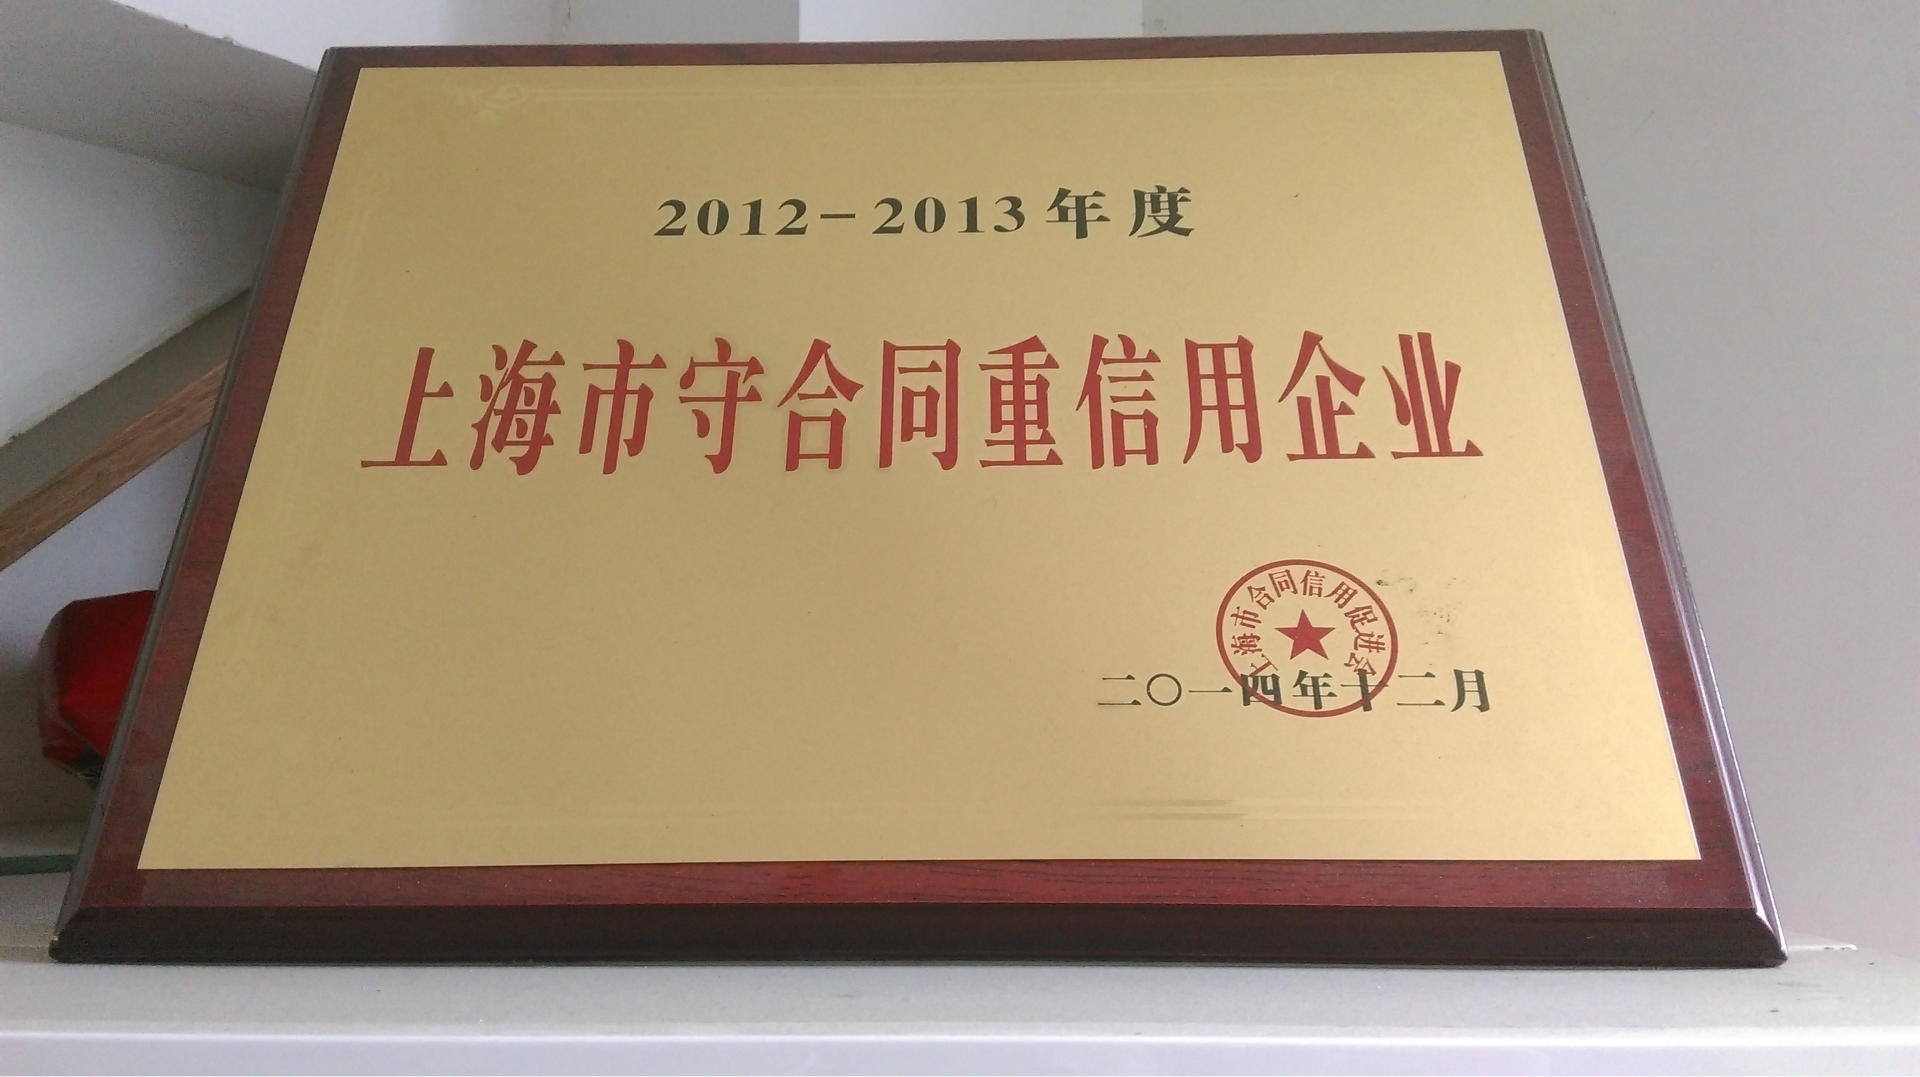 2012-2013年度
上海市守合同重信用企业
上海市合同信用促进会
二〇一四年十二月